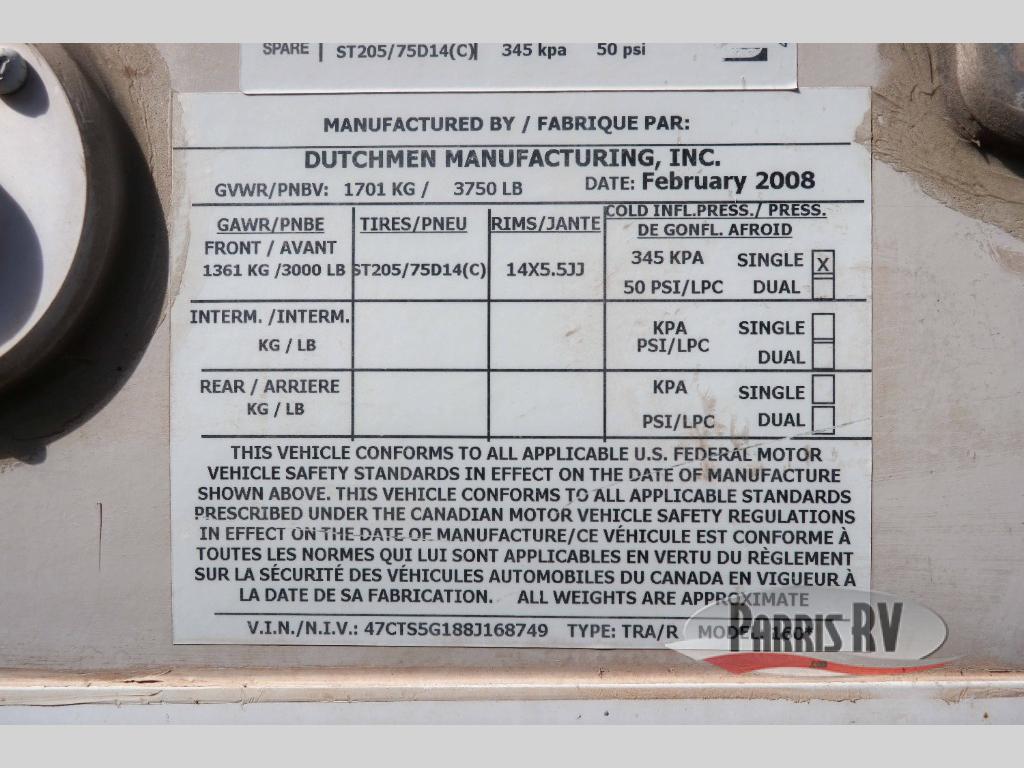 SPARE ST205/75D14(C) 345 kpa 50 psi
MANUFACTURED BY / FABRIQUE PAR:
DUTCHMEN MANUFACTURING, INC.
GVWR/PNBV: 1701 KG / 3750 LB DATE: February 2008
GAWR/PNBE TIRES/PNEU RIMS/JANTE COLD INFL.PRESS./ PRESS.
DE GONFL. AFROID
FRONT / AVANT
1361 KG /3000 LB ST205/75D14(C) 14X5.5JJ 345 KPA SINGLE X
50 PSI/LPC DUAL
INTERM. /INTERM. KPA SINGLE
KG / LB PSI/LPC DUAL
REAR / ARRIERE KPA SINGLE
KG / LB PSI/LPC DUAL
THIS VEHICLE CONFORMS TO ALL APPLICABLE U.S. FEDERAL MOTOR
VEHICLE SAFETY STANDARDS IN EFFECT ON THE DATE OF MANUFACTURE
SHOWN ABOVE. THIS VEHICLE CONFORMS TO ALL APPLICABLE STANDARDS
PRESCRIBED UNDER THE CANADIAN MOTOR VEHICLE SAFETY REGULATIONS
IN EFFECT ON THE DATE OF MANUFACTURE/CE VÉHICULE EST CONFORME À
TOUTES LES NORMES QUI LUI SONT APPLICABLES EN VERTU DU RÈGLEMENT
SUR LA SÉCURITÉ DES VÉHICULES AUTOMOBILES DU CANADA EN VIGUEUR À
LA DATE DE SA FABRICATION. ALL WEIGHTS ARE APPROXIMATE
V.I.N./N.I.V.: 47CTS5G188J168749 TYPE: TRA/R MODEL:
PARRIS RV
.com